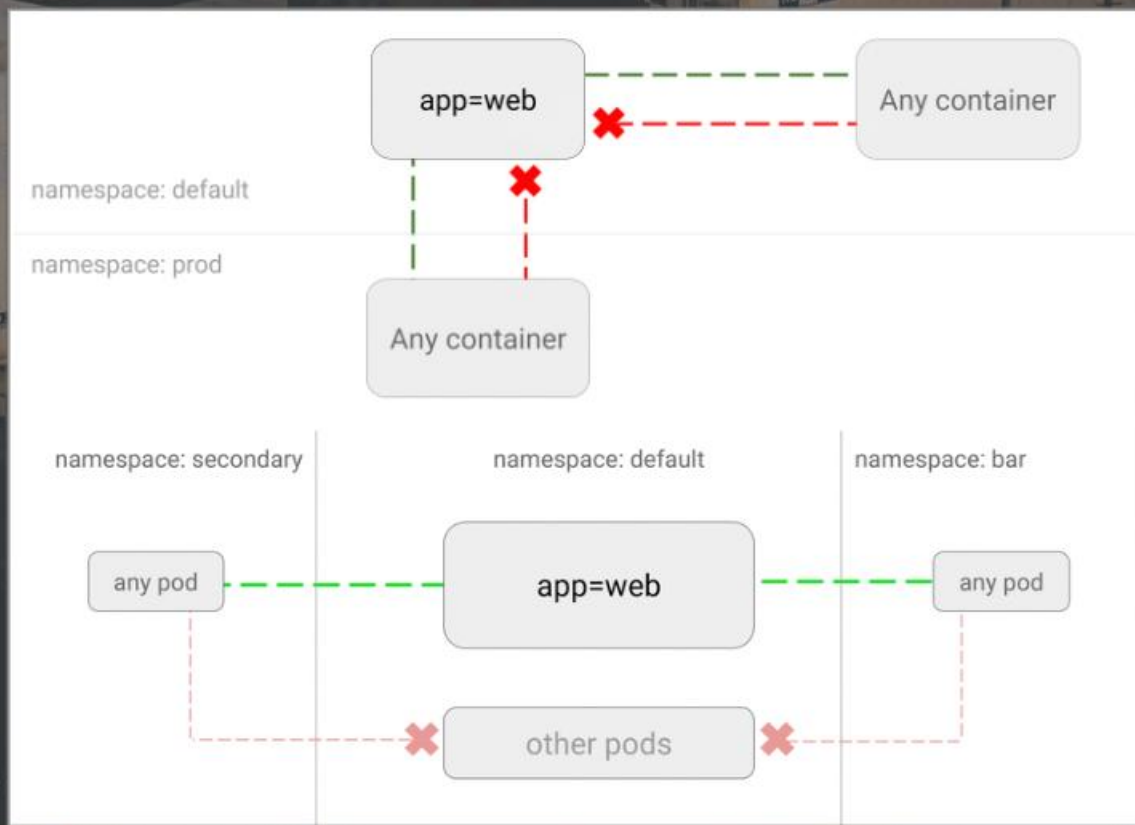 app=web
Any container
namespace: default
namespace: prod
Any container
namespace: secondary
namespace: default
namespace: bar
any pod
app=web
any pod
other pods